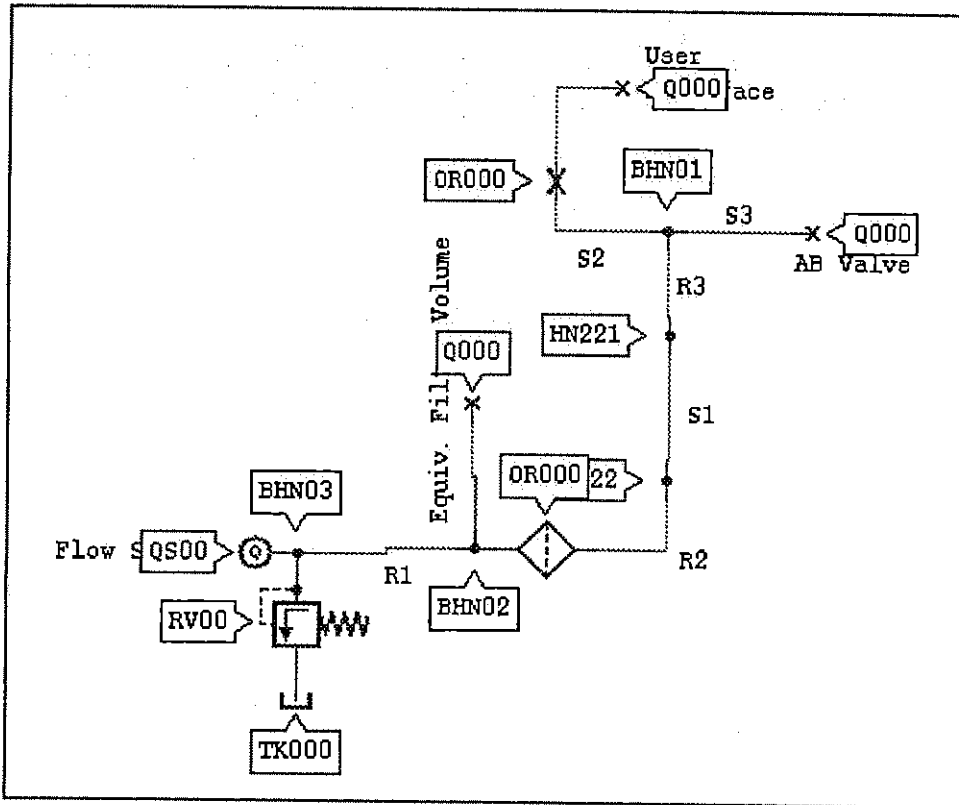 User
Q000
ace
OR000
BHN01
S3
Q000
S2
AB Valve
R3
HN221
Q000
Equiv. Fil Volume
S1
OR000
22
BHN03
Flow S
QS00
Q
R1
R2
BHN02
RV00
TK000